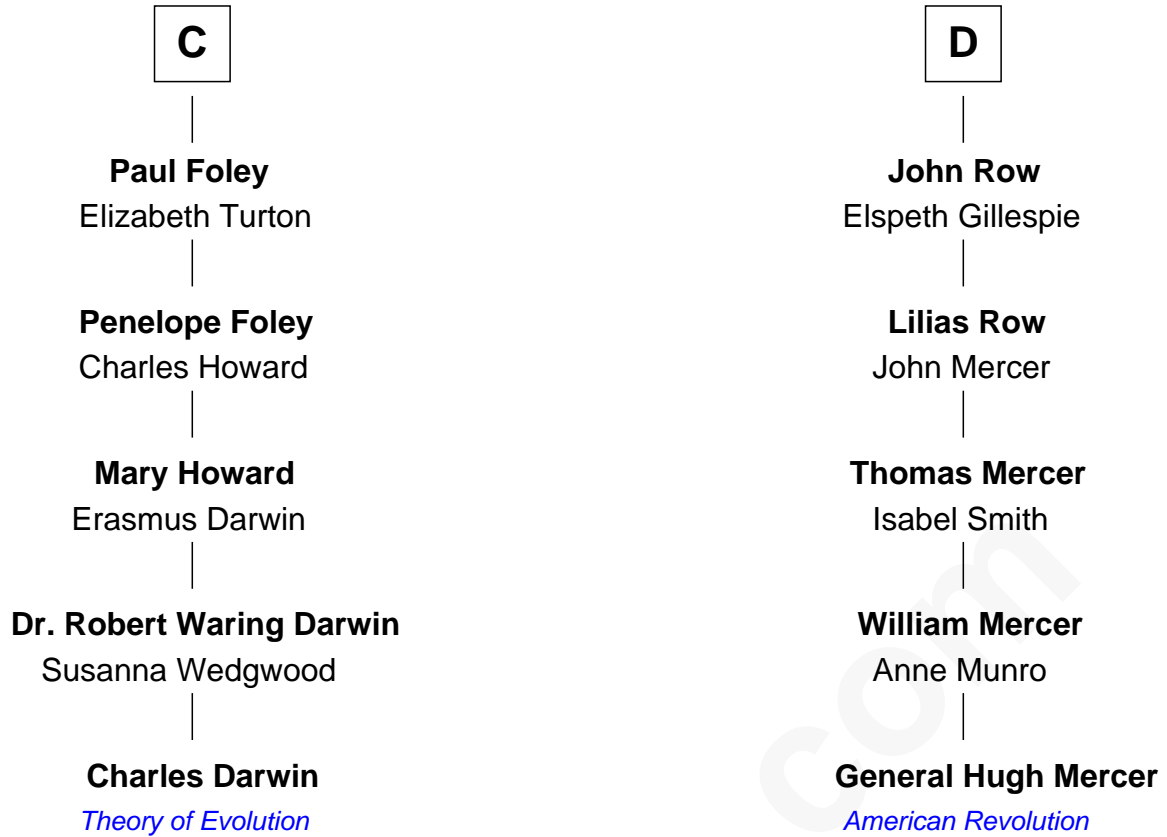 C
Paul Foley
Elizabeth Turton
Penelope Foley
Charles Howard
Mary Howard
Erasmus Darwin
Dr. Robert Waring Darwin
Susanna Wedgwood
Charles Darwin
Theory of Evolution
D
John Row
Elspeth Gillespie
Lilias Row
John Mercer
Thomas Mercer
Isabel Smith
William Mercer
Anne Munro
General Hugh Mercer
American Revolution
com